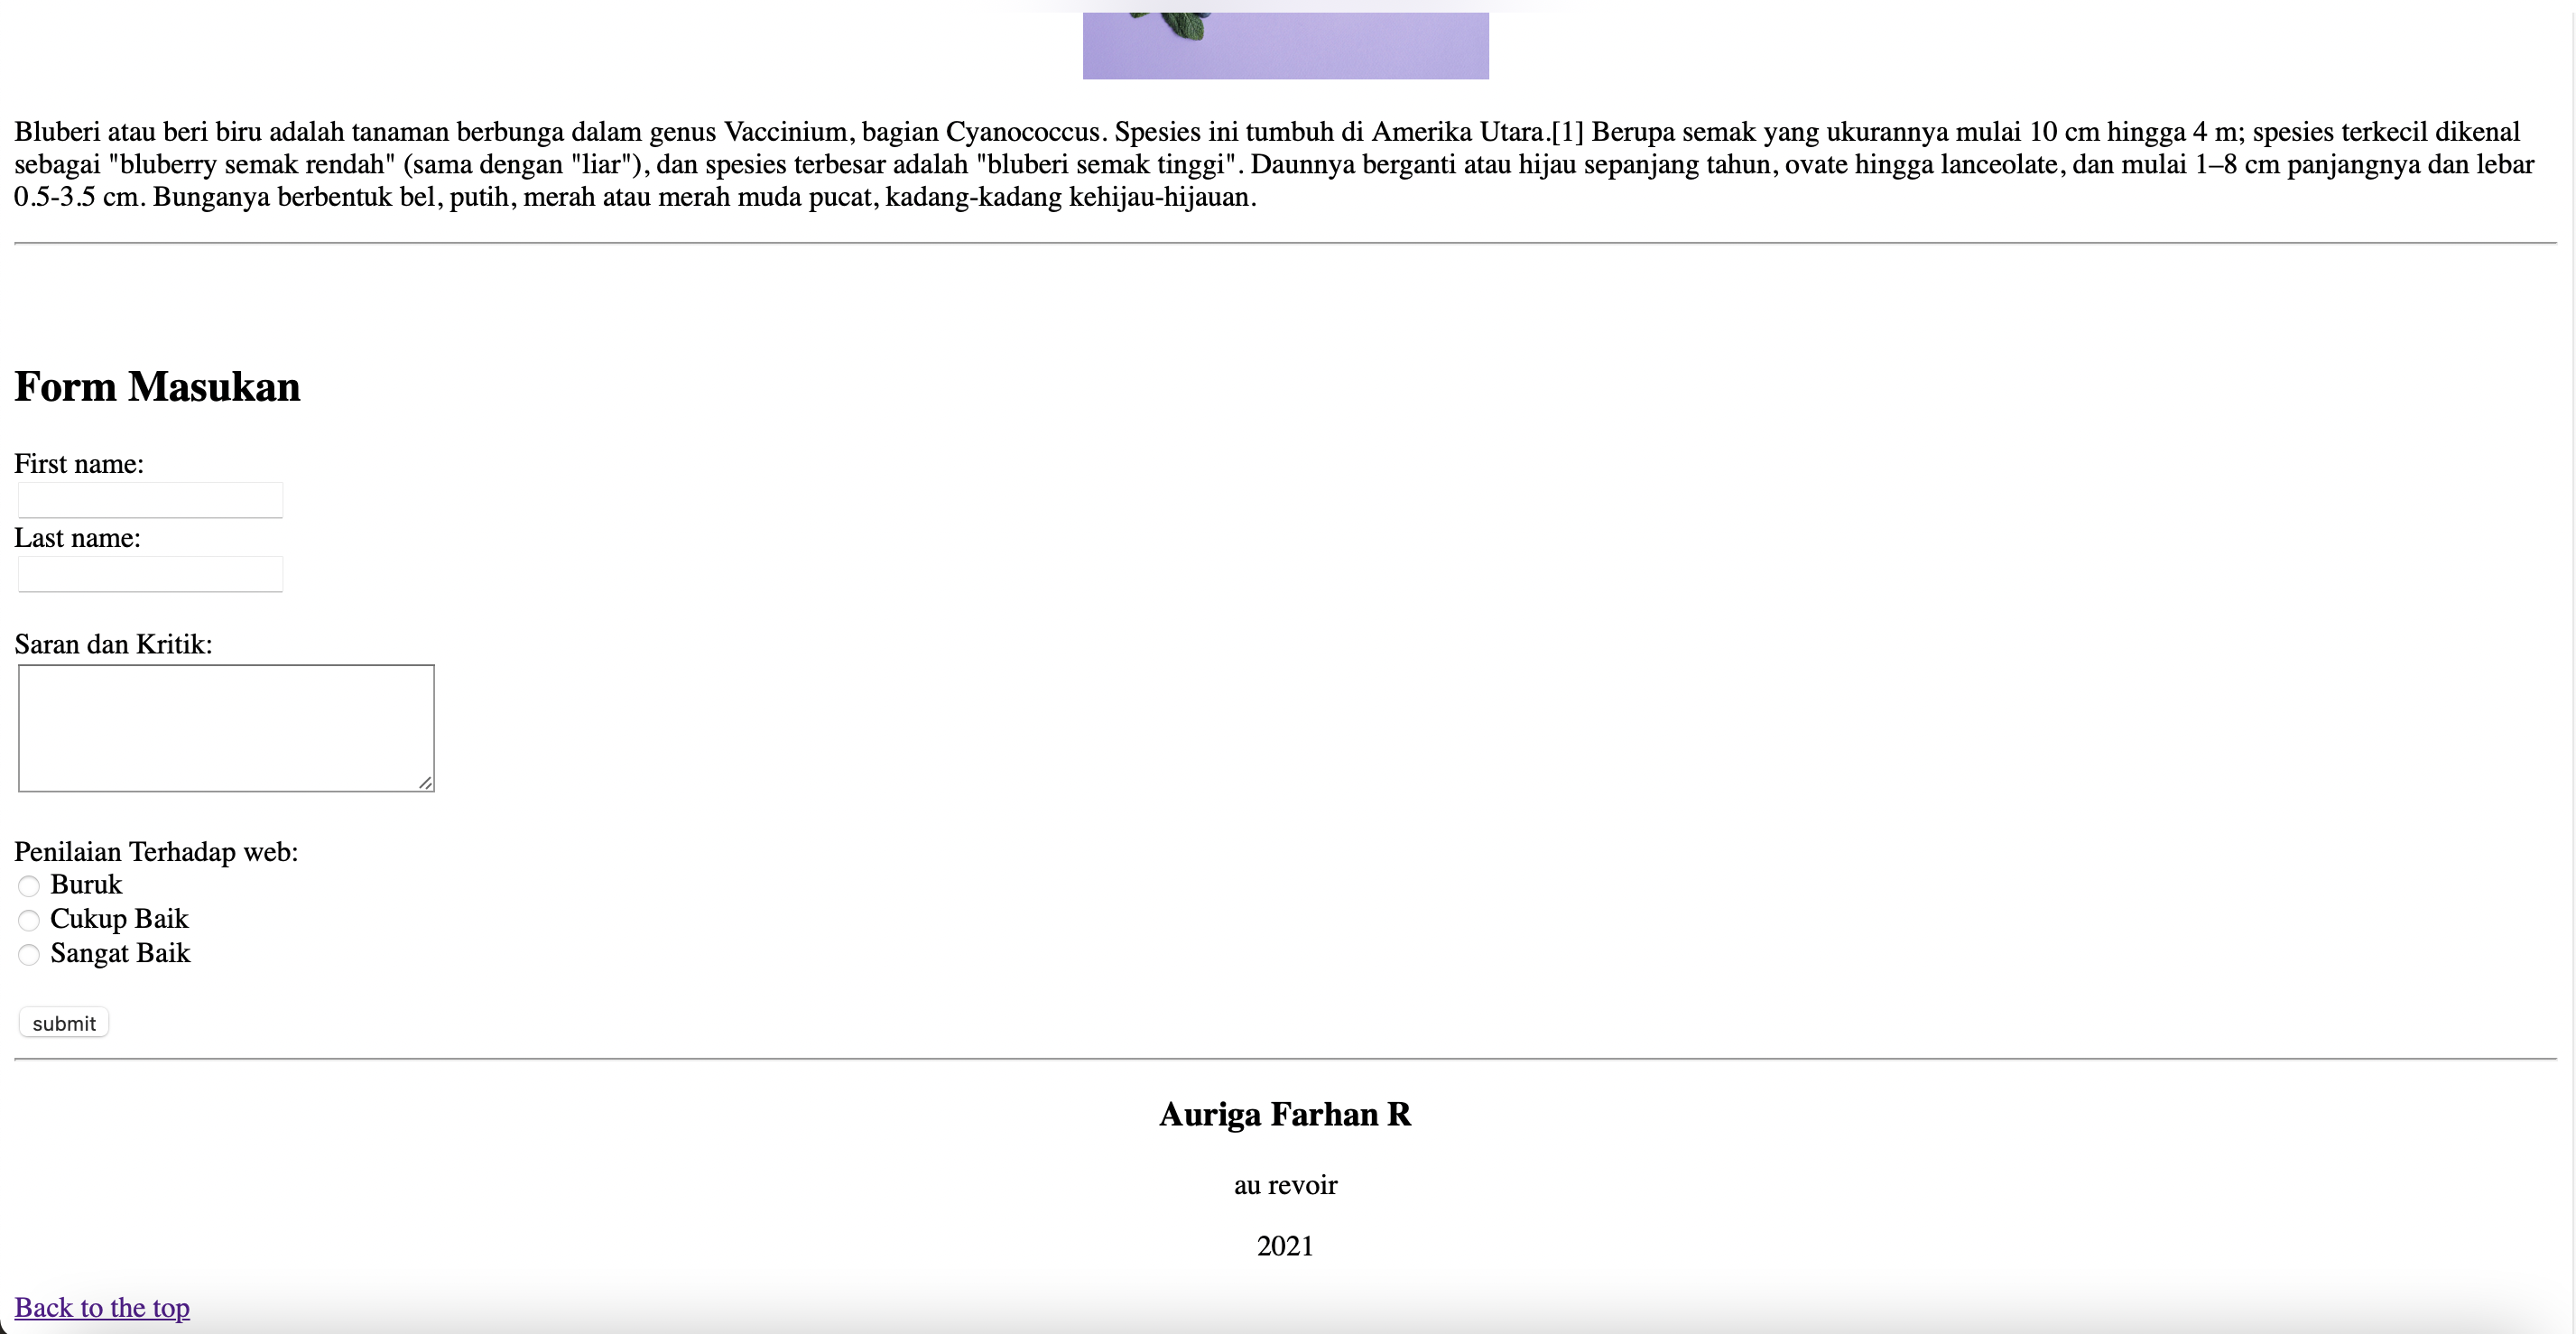 Bluberi atau beri biru adalah tanaman berbunga dalam genus Vaccinium, bagian Cyanococcus. Spesies ini tumbuh di Amerika Utara.[1] Berupa semak yang ukurannya mulai 10 cm hingga 4 m; spesies terkecil dikenal
sebagai "bluberry semak rendah" (sama dengan "liar"), dan spesies terbesar adalah "bluberi semak tinggi". Daunnya berganti atau hijau sepanjang tahun, ovate hingga lanceolate, dan mulai 1–8 cm panjangnya dan lebar
0.5-3.5 cm. Bunganya berbentuk bel, putih, merah atau merah muda pucat, kadang-kadang kehijau-hijauan.
Form Masukan
First name:
Last name:
Saran dan Kritik:
Penilaian Terhadap web:
Buruk
Cukup Baik
Sangat Baik
submit
Auriga Farhan R
au revoir
2021
Back to the top